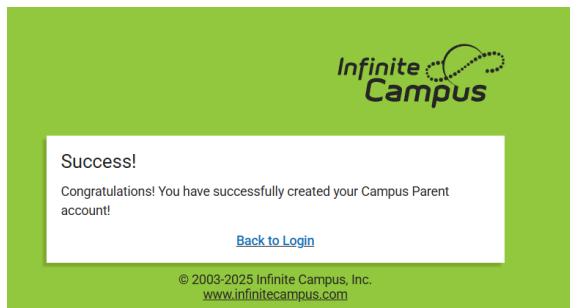 Infinite
Campus
Success!
Congratulations! You have successfully created your Campus Parent
account!
Back to Login
© 2003-2025 Infinite Campus, Inc.
www.infinitecampus.com